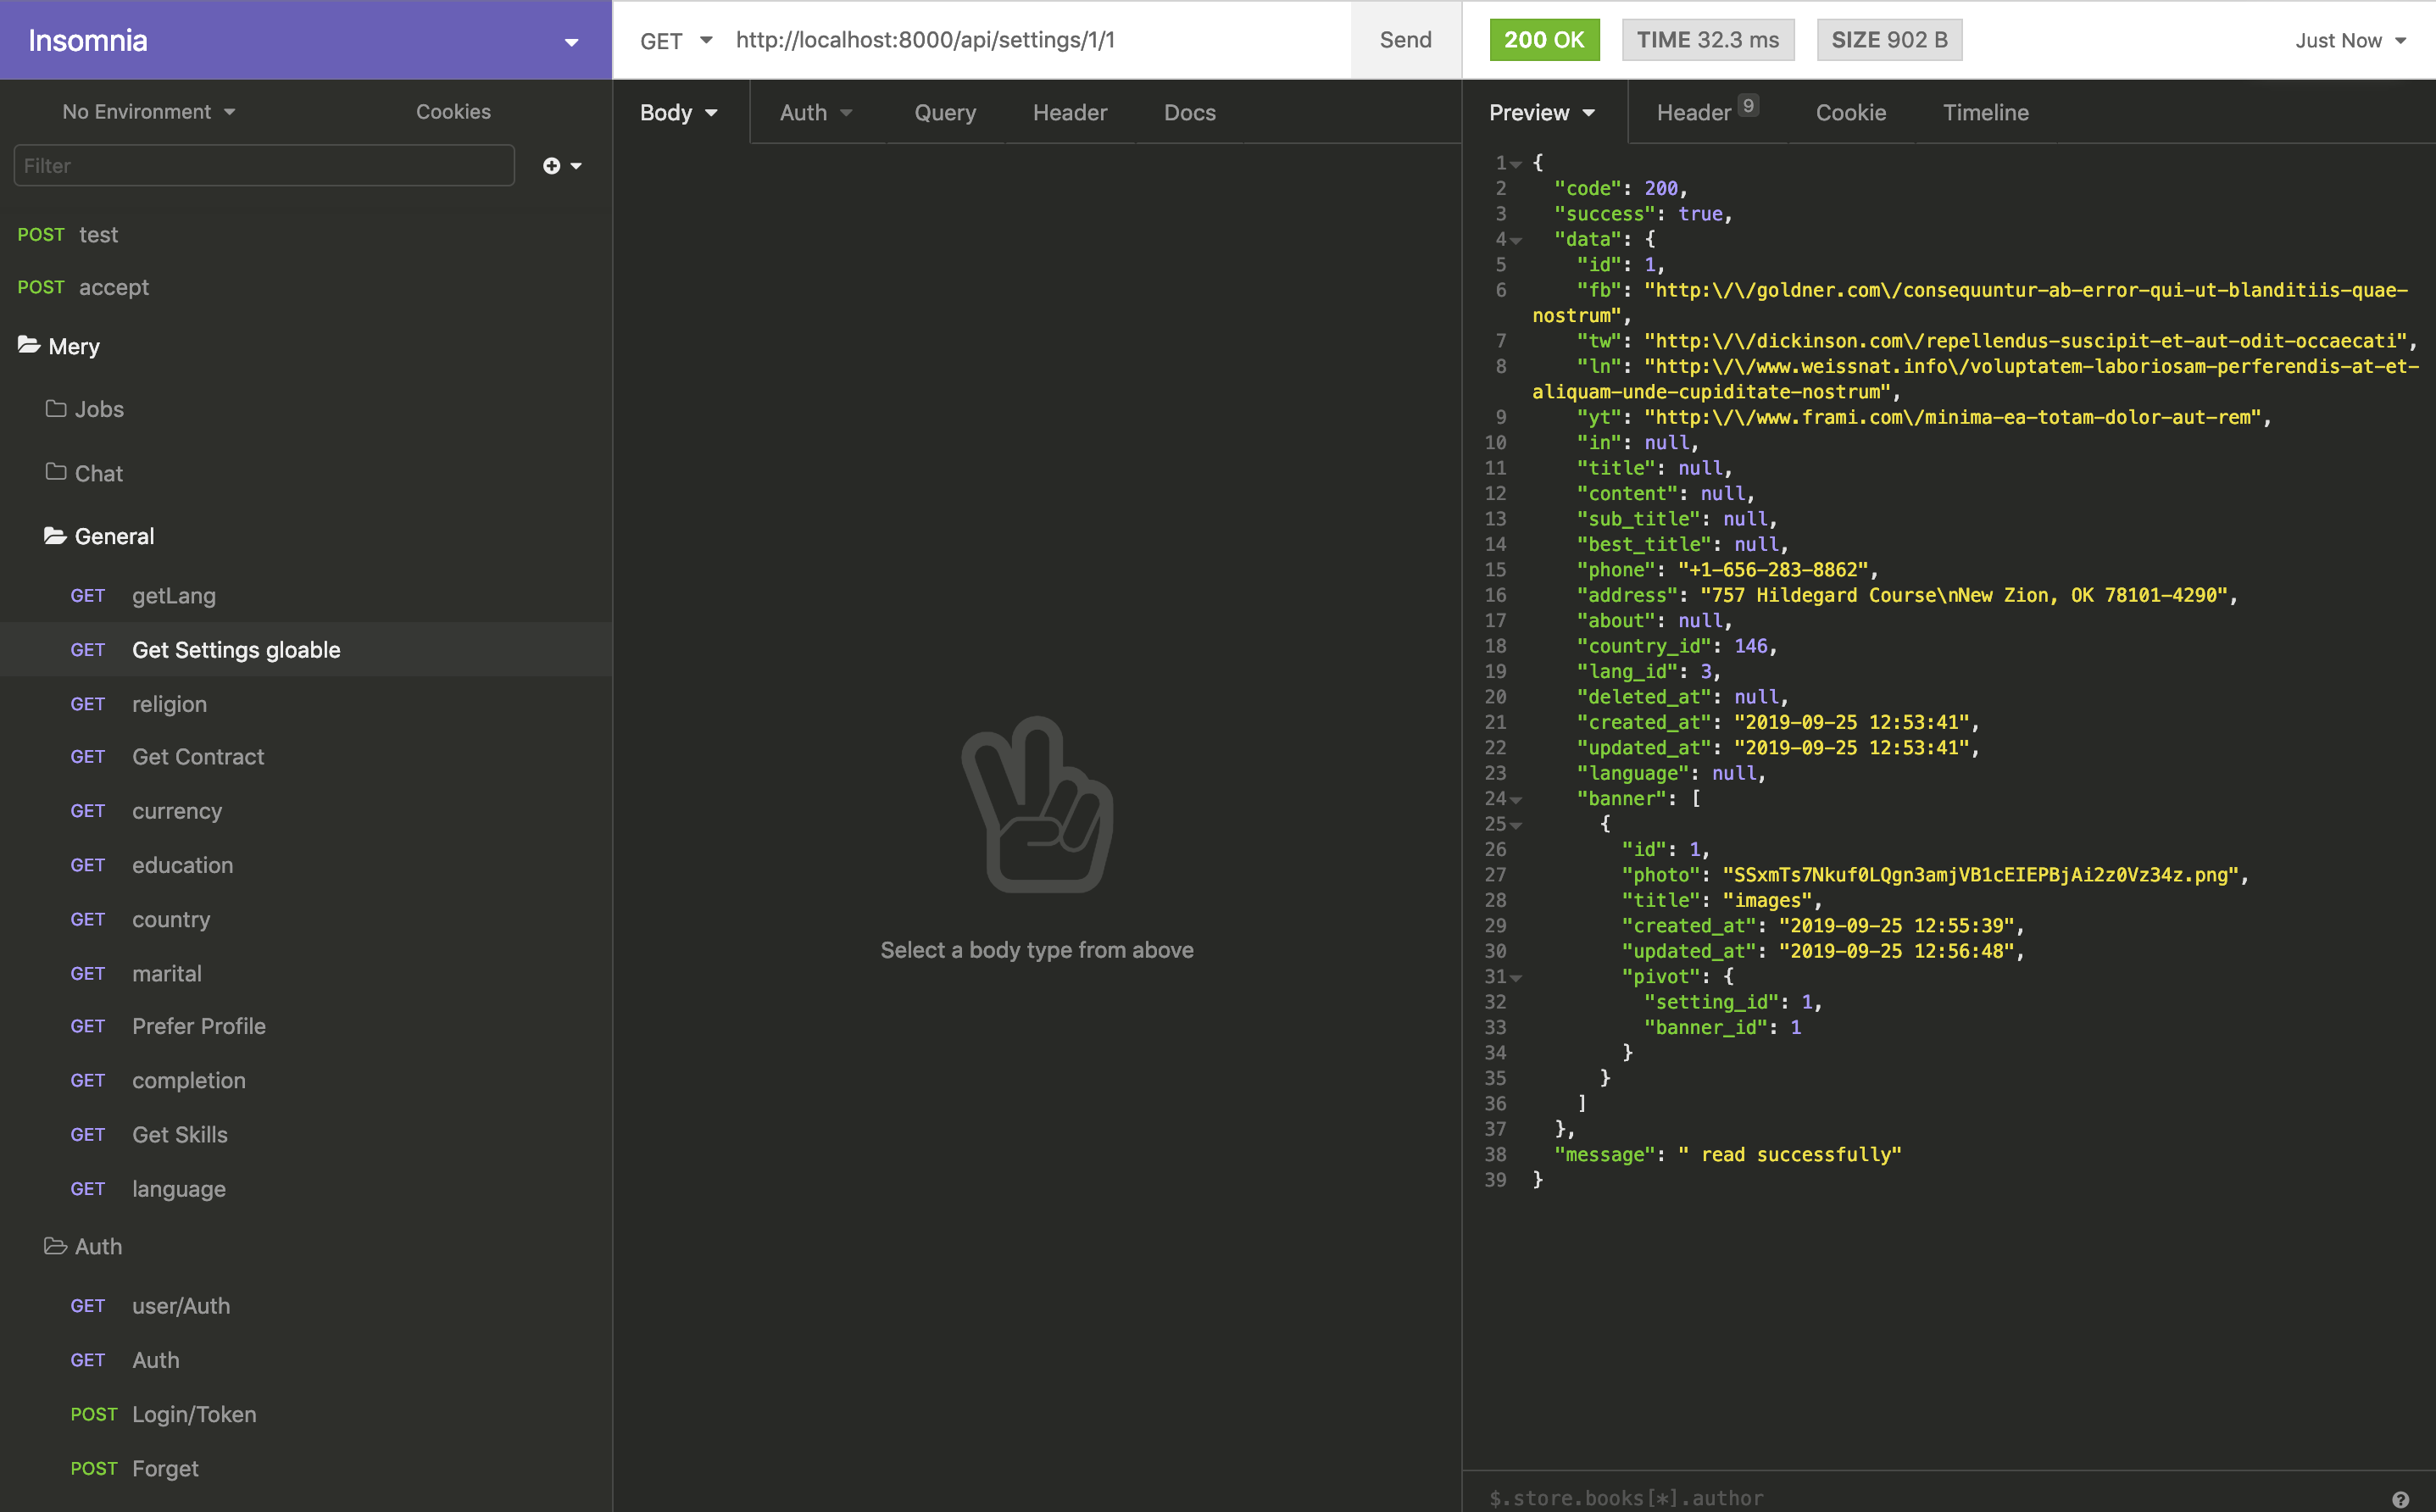 Insomnia
GET http://localhost:8000/api/settings/1/1 Send
200 OK TIME 32.3 ms SIZE 902 B Just Now
No Environment Cookies
Filter
POST test
POST accept
Mery
Jobs
Chat
General
GET getLang
GET Get Settings gloable
GET religion
GET Get Contract
GET currency
GET education
GET country
GET marital
GET Prefer Profile
GET completion
GET Get Skills
GET language
Auth
GET user/Auth
GET Auth
POST Login/Token
POST Forget
Body Auth Query Header Docs
Select a body type from above
Preview Header 9 Cookie Timeline
1 {
2 "code": 200,
3 "success": true,
4 "data": {
5 "id": 1,
6 "fb": "http:\/\/goldner.com\/consequuntur-ab-error-qui-ut-blanditiis-quae-
nostrum",
7 "tw": "http:\/\/dickinson.com\/repellendus-suscipit-et-aut-odit-occaecati",
8 "ln": "http:\/\/www.weissnat.info\/voluptatem-laboriosam-perferendis-at-et-
aliquam-unde-cupiditate-nostrum",
9 "yt": "http:\/\/www.frami.com\/minima-ea-totam-dolor-aut-rem",
10 "in": null,
11 "title": null,
12 "content": null,
13 "sub_title": null,
14 "best_title": null,
15 "phone": "+1-656-283-8862",
16 "address": "757 Hildegard Course\nNew Zion, OK 78101-4290",
17 "about": null,
18 "country_id": 146,
19 "lang_id": 3,
20 "deleted_at": null,
21 "created_at": "2019-09-25 12:53:41",
22 "updated_at": "2019-09-25 12:53:41",
23 "language": null,
24 "banner": [
25 {
26 "id": 1,
27 "photo": "SSxmTs7Nkuf0LQgn3amjVB1cEIEPBjAi2z0Vz34z.png",
28 "title": "images",
29 "created_at": "2019-09-25 12:55:39",
30 "updated_at": "2019-09-25 12:56:48",
31 "pivot": {
32 "setting_id": 1,
33 "banner_id": 1
34 }
35 }
36 ]
37 },
38 "message": " read successfully"
39 }
$.store.books[*].author